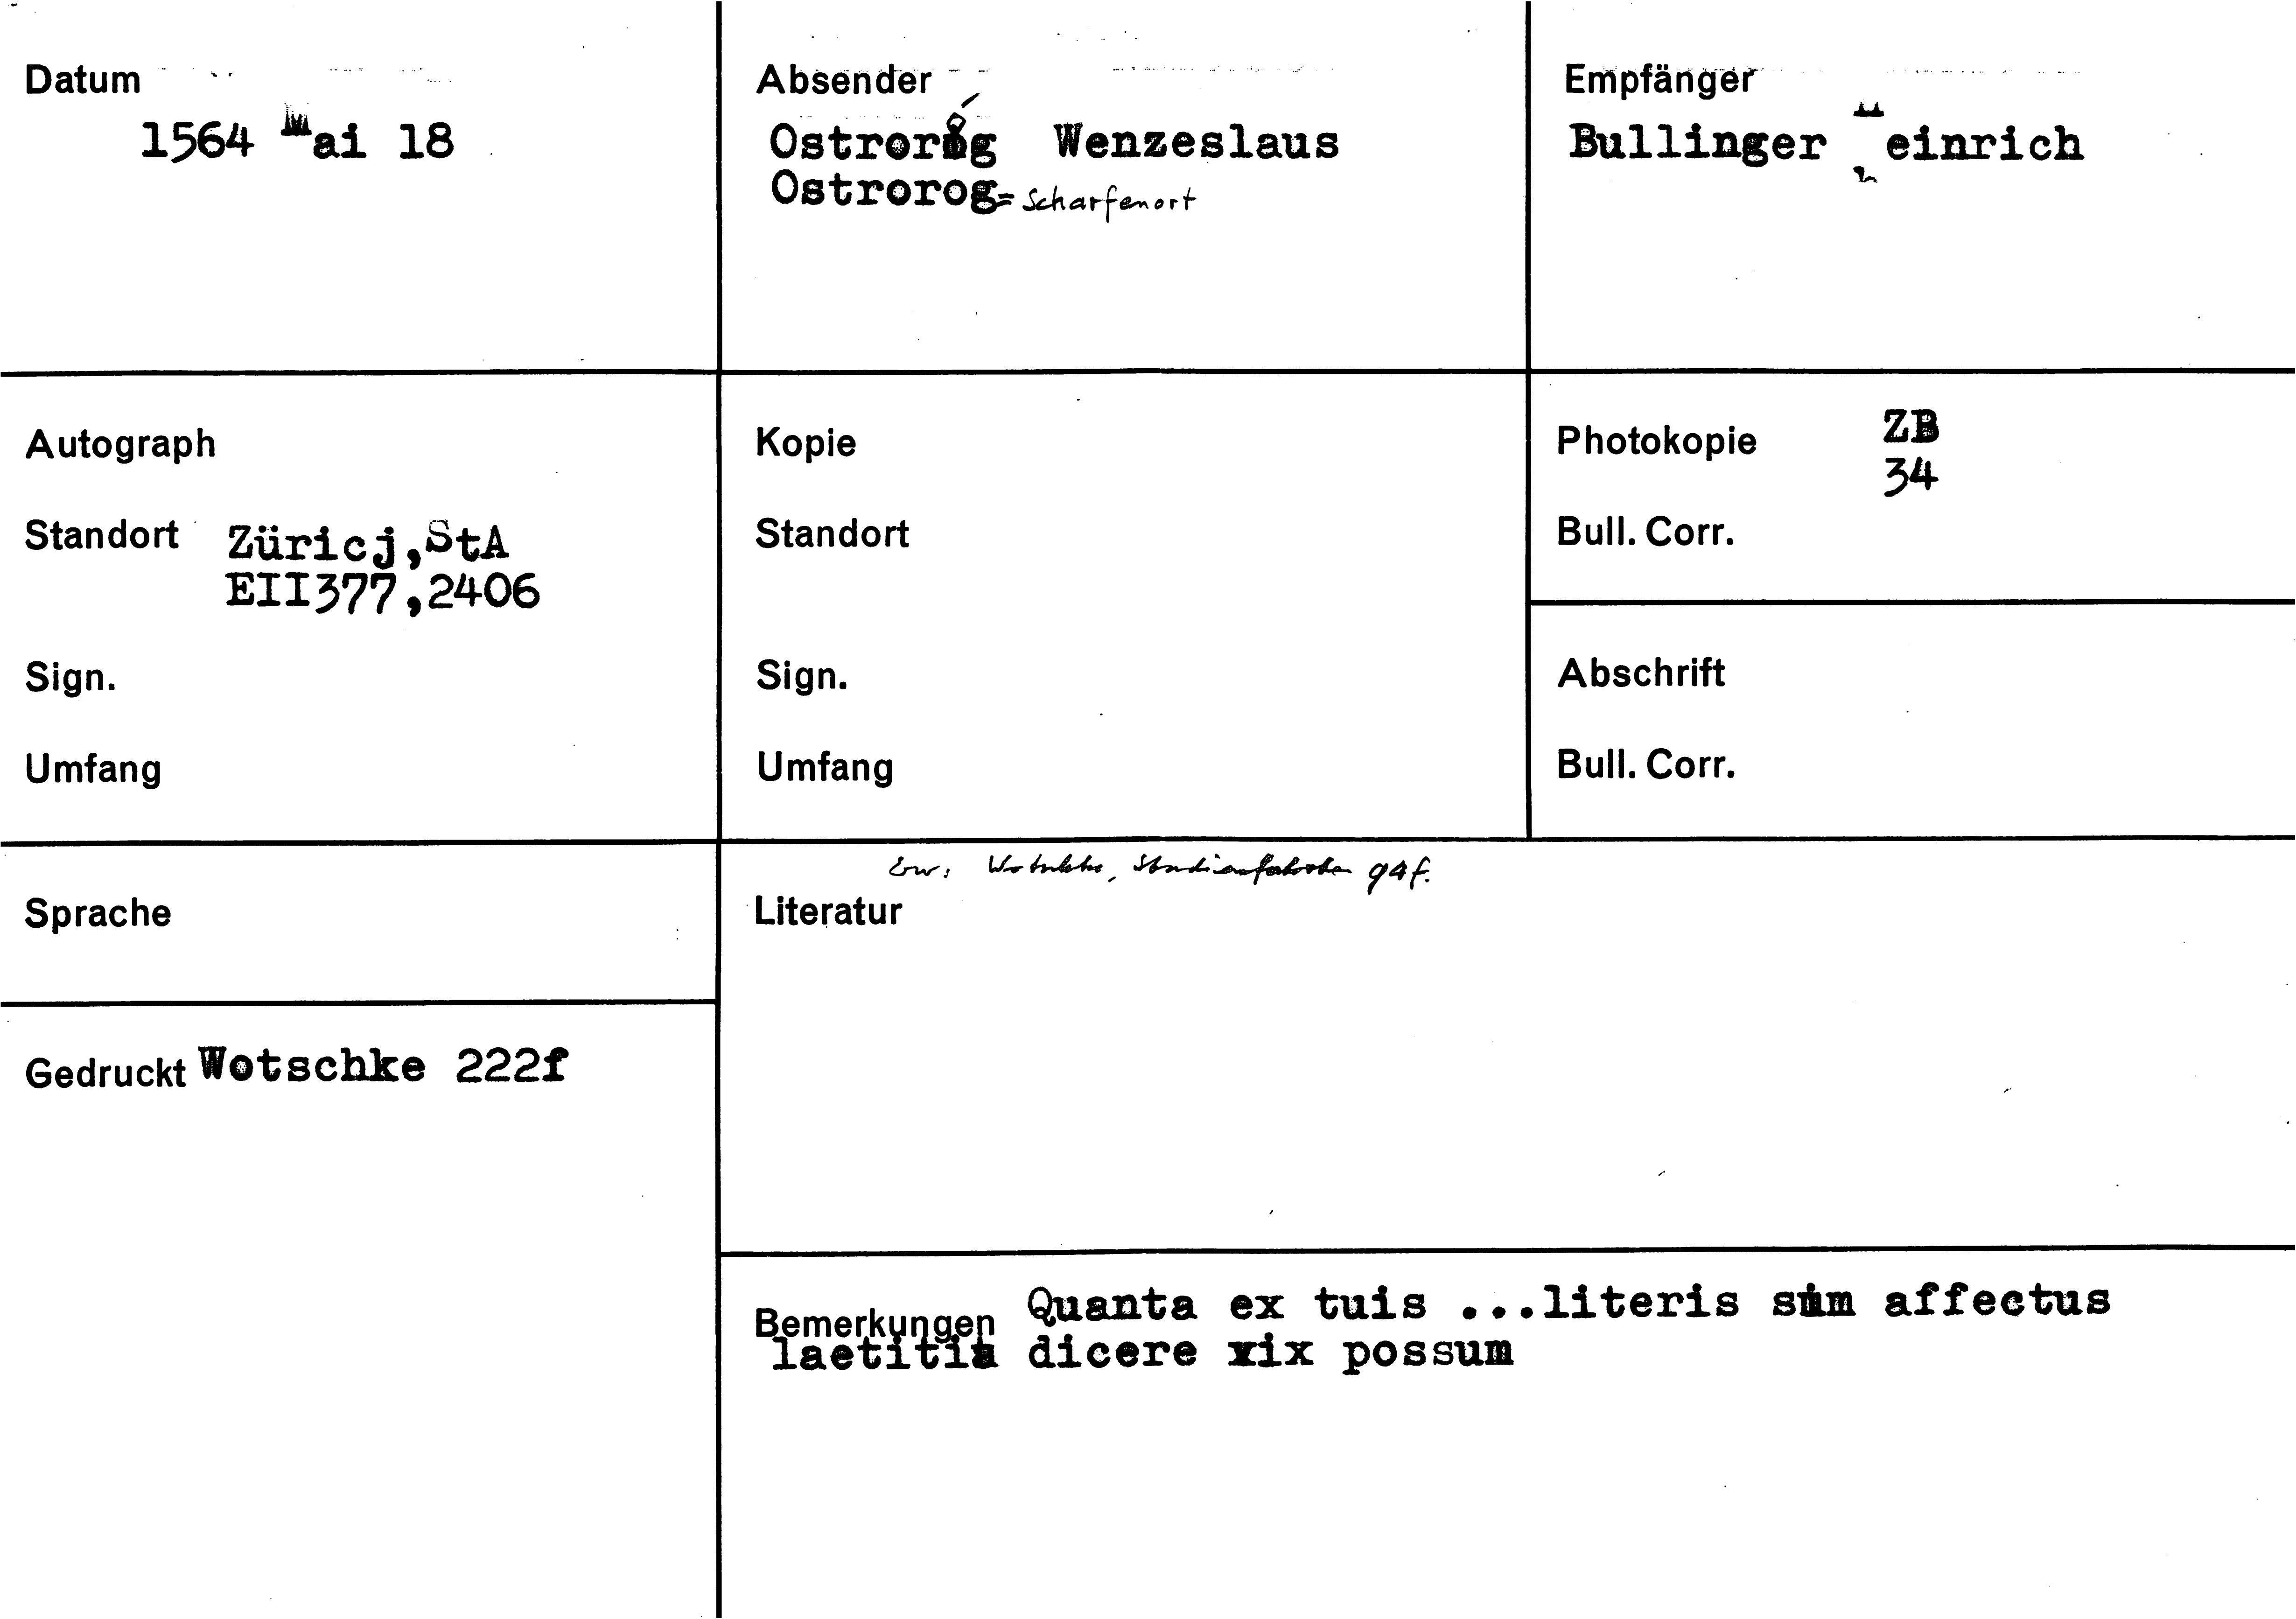 Datum
1564 Mai 18
Absender
Ostroróg Wenzeslaus
Ostrorog = Scharfenort
Empfänger
Bullinger Heinrich
Autograph
Standort Züricj,StA
EII377,2406
Sign.
Umfang
Kopie
Standort
Sign.
Umfang
Photokopie ZB
34
Bull. Corr.
Abschrift
Bull. Corr.
Sprache
Gedruckt Wotschke 222f
Erw: Wotschke, Studienfahrten 94f.
Literatur
Bemerkungen Quanta ex tuis ...literis sim affectus
laetitia dicere vix possum